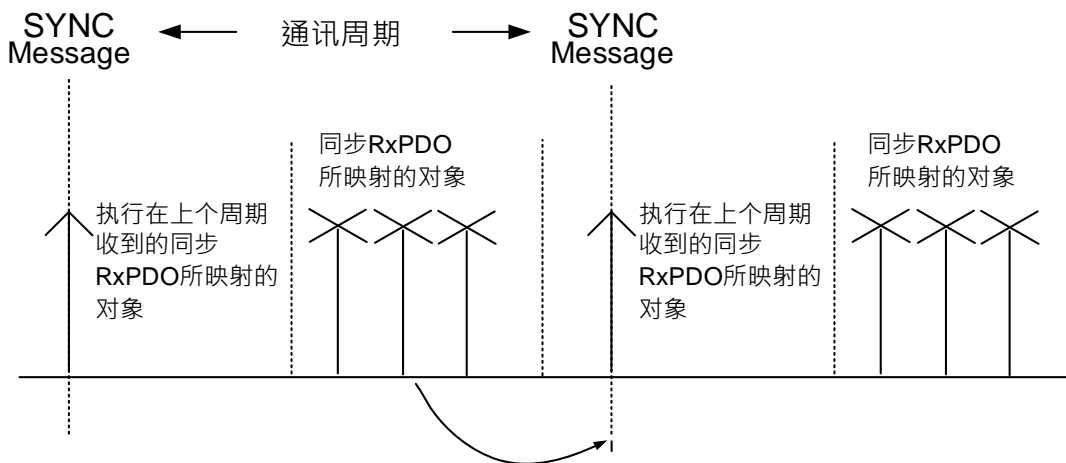 SYNC
Message
通讯周期
SYNC
Message
同步RxPDO
所映射的对象
同步RxPDO
所映射的对象
执行在上个周期
收到的同步
RxPDO所映射的
对象
执行在上个周期
收到的同步
RxPDO所映射的
对象